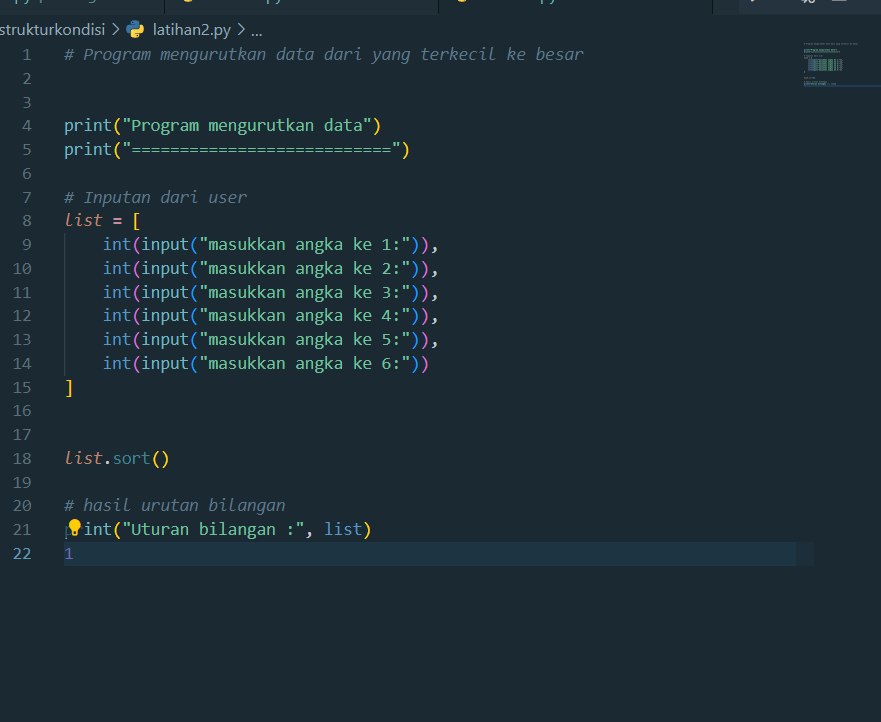 strukturkondisi > latihan2.py > ...
1 # Program mengurutkan data dari yang terkecil ke besar
2
3
4 print("Program mengurutkan data")
5 print("===========================")
6
7 # Inputan dari user
8 list = [
9 int(input("masukkan angka ke 1:")),
10 int(input("masukkan angka ke 2:")),
11 int(input("masukkan angka ke 3:")),
12 int(input("masukkan angka ke 4:")),
13 int(input("masukkan angka ke 5:")),
14 int(input("masukkan angka ke 6:"))
15 ]
16
17
18 list.sort()
19
20 # hasil urutan bilangan
21 print("Uturan bilangan :", list)
22 1